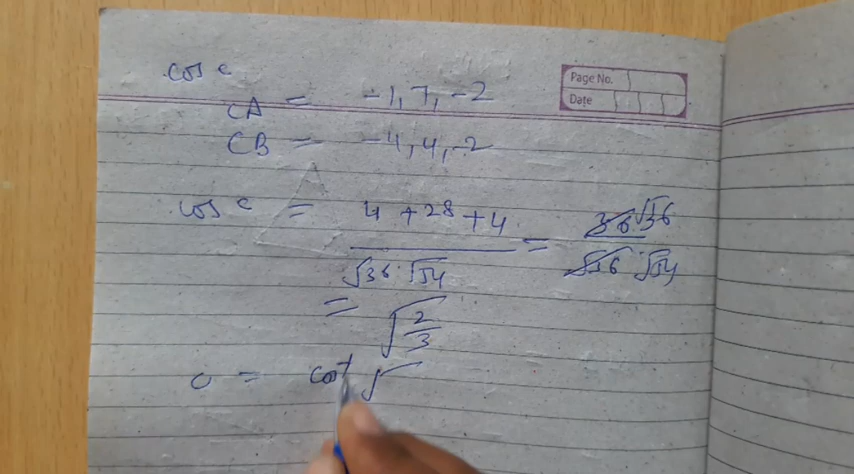 cos c
Page No.
Date
CA = -1, 7, -2
CB = -4, 4, -2
cos c = 4 + 28 + 4 / √36 · √54 = 36 √36 / √36 · √54
= √2/3
C = cos⁻¹ √